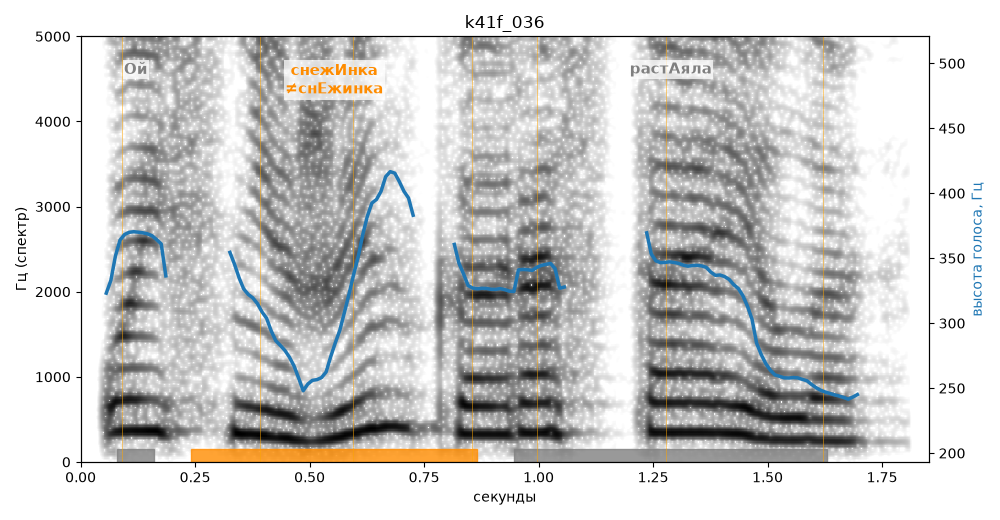 k41f_036
Ой
снежИнка
≠снЕжинка
растАяла
5000
4000
3000
2000
1000
0
Гц (спектр)
500
450
400
350
300
250
200
высота голоса, Гц
0.00 0.25 0.50 0.75 1.00 1.25 1.50 1.75
секунды